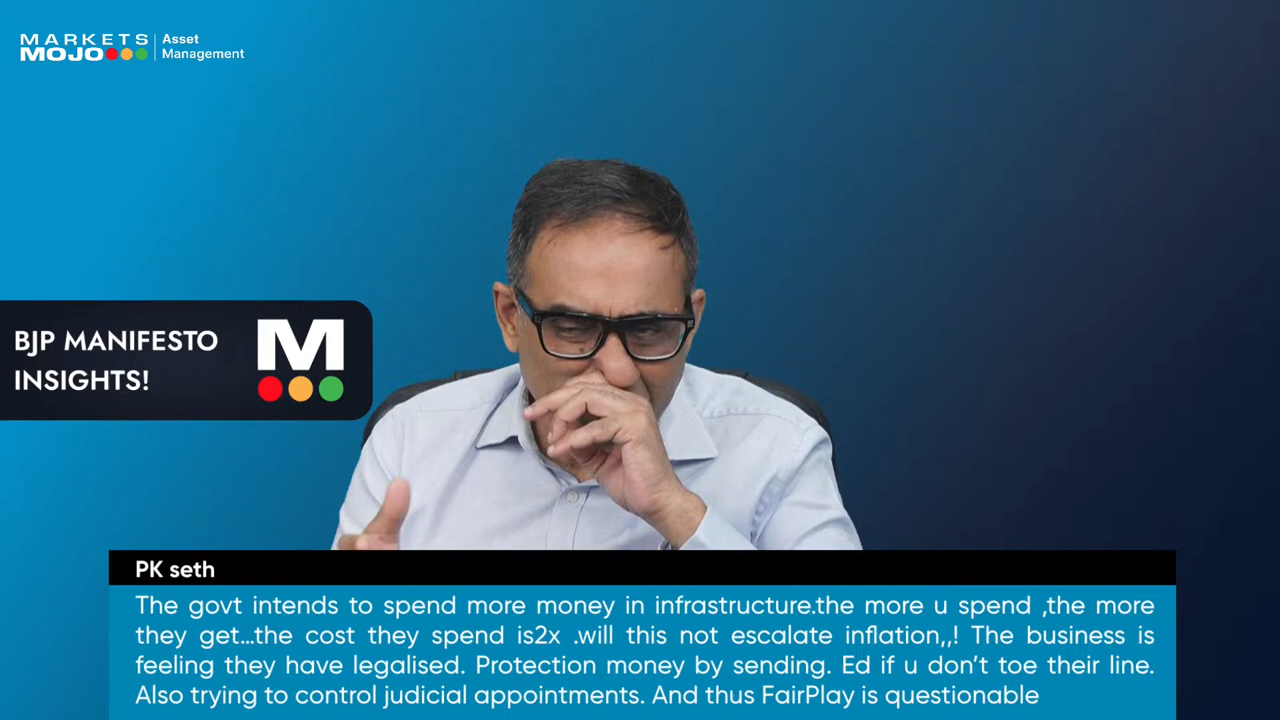 MARKETS
MOJO
Asset
Management
BJP MANIFESTO
INSIGHTS!
M
PK seth
The govt intends to spend more money in infrastructure.the more u spend ,the more
they get...the cost they spend is2x .will this not escalate inflation,,! The business is
feeling they have legalised. Protection money by sending. Ed if u don't toe their line.
Also trying to control judicial appointments. And thus FairPlay is questionable